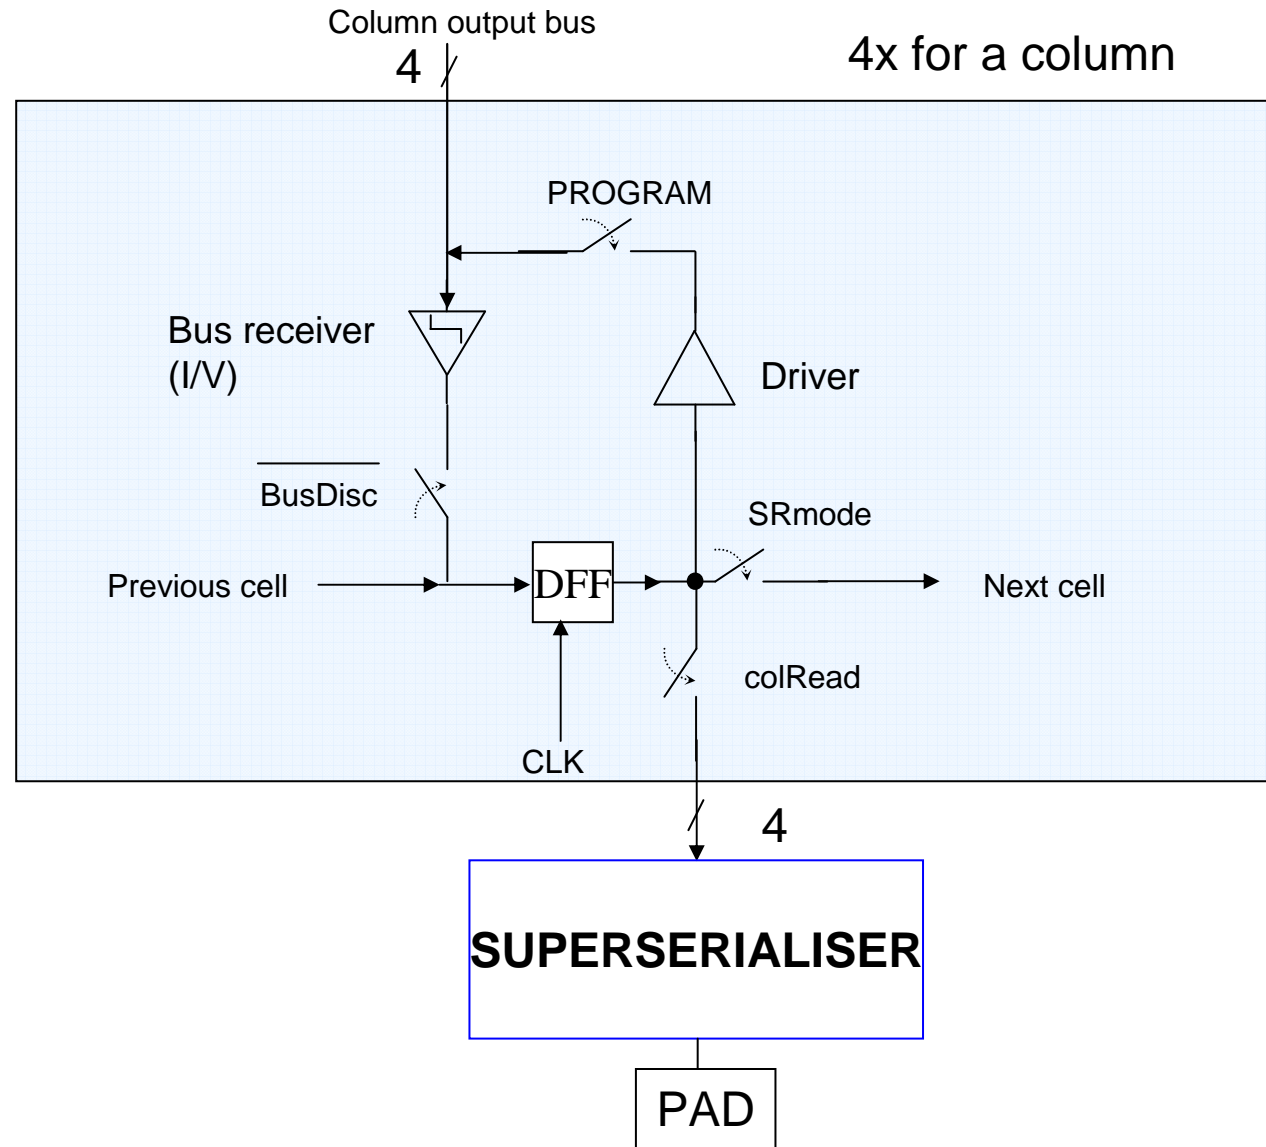 Column output bus
4
4x for a column
PROGRAM
Bus receiver
(I/V)
Driver
BusDisc
SRmode
Previous cell
DFF
Next cell
colRead
CLK
4
SUPERSERIALISER
PAD